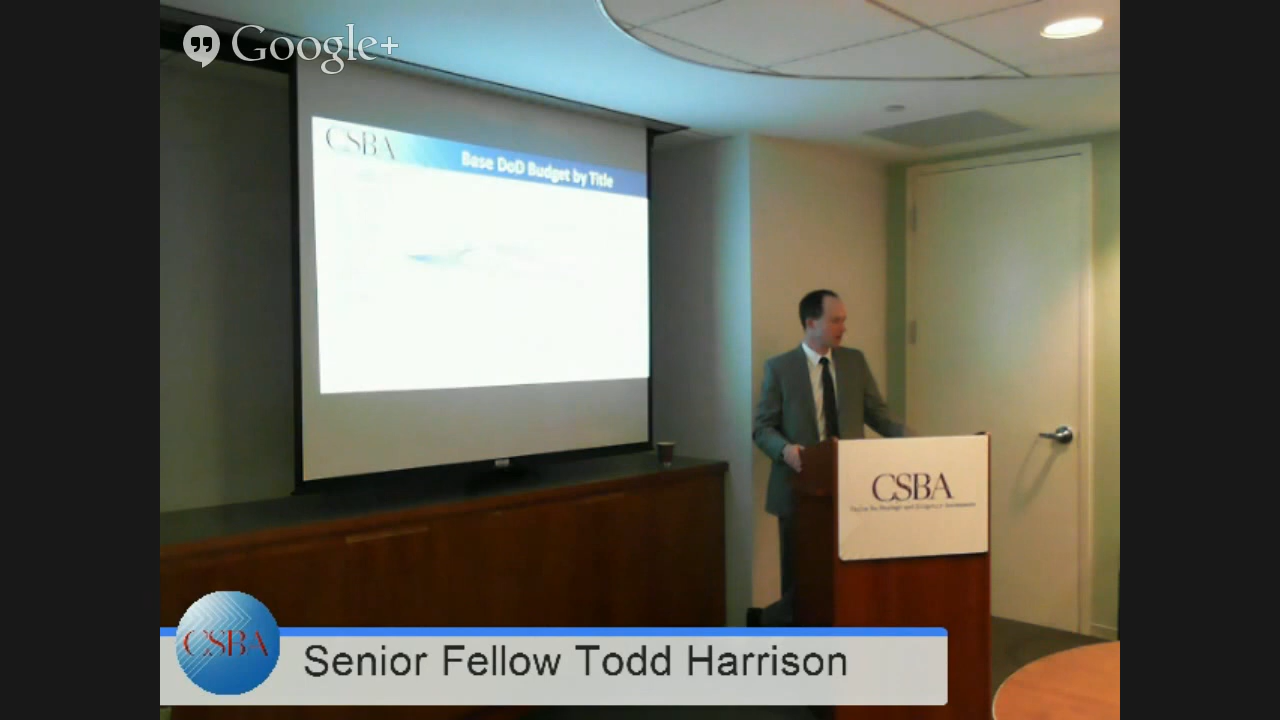 Google+
CSBA
Base DoD Budget by Title
CSBA
CSBA
Senior Fellow Todd Harrison